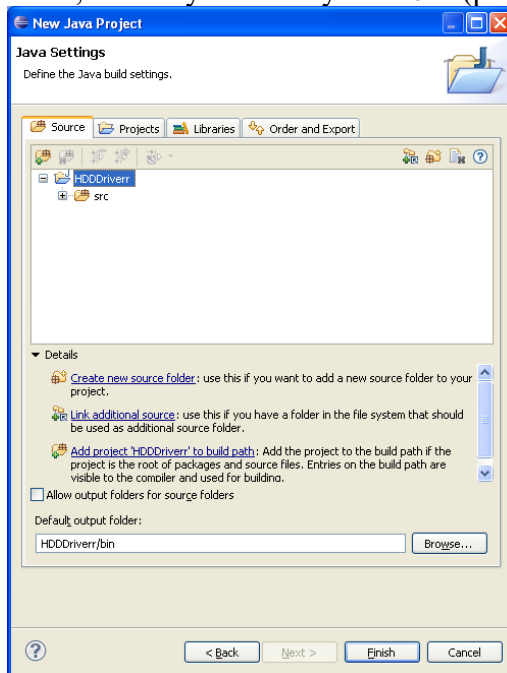 New Java Project
Java Settings
Define the Java build settings.
Source Projects Libraries Order and Export
HDDDriverr
src
Details
Create new source folder: use this if you want to add a new source folder to your
project.
Link additional source: use this if you have a folder in the file system that should
be used as additional source folder.
Add project 'HDDDriverr' to build path: Add the project to the build path if the
project is the root of packages and source files. Entries on the build path are
visible to the compiler and used for building.
Allow output folders for source folders
Default output folder:
HDDDriverr/bin
Browse...
< Back Next > Finish Cancel